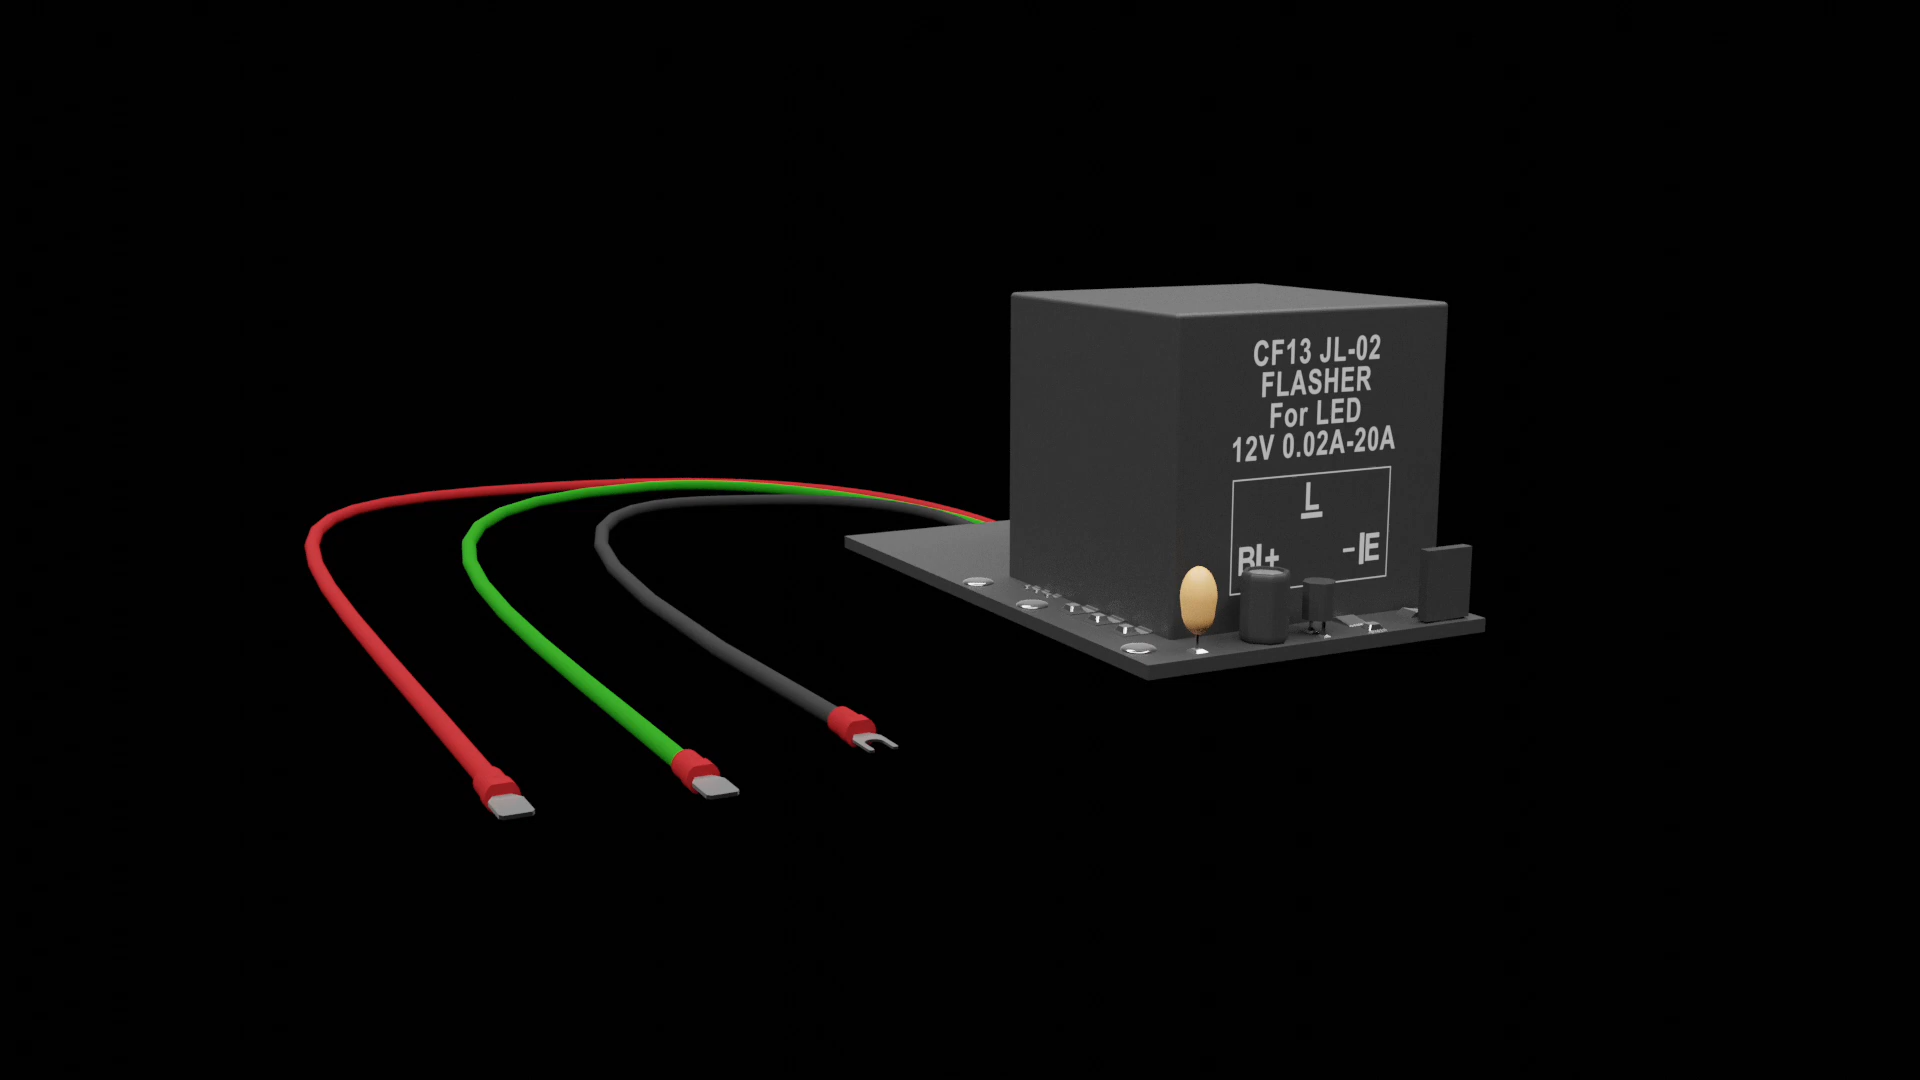 CF13 JL-02
FLASHER
For LED
12V 0.02A-20A
L
B|+ -|E